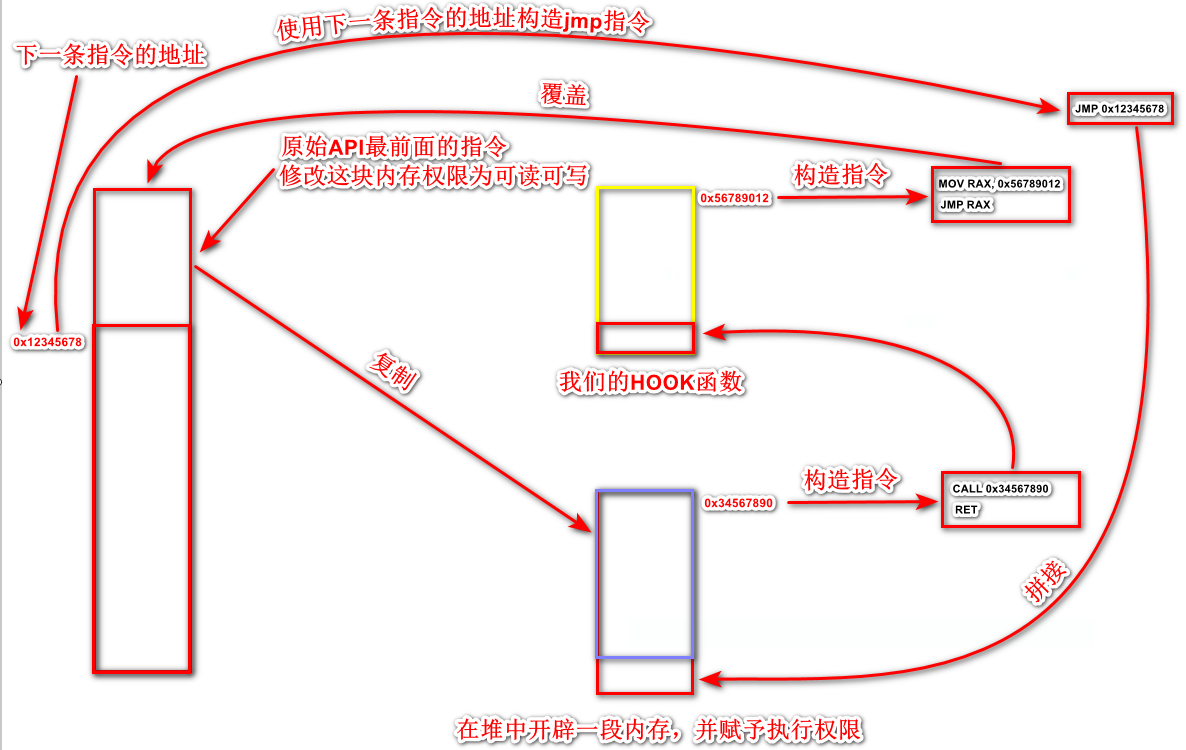 使用下一条指令的地址构造jmp指令
下一条指令的地址
覆盖
JMP 0x12345678
原始API最前面的指令
修改这块内存权限为可读可写
0x56789012
构造指令
MOV RAX, 0x56789012
JMP RAX
0x12345678
复制
我们的HOOK函数
0x34567890
构造指令
CALL 0x34567890
RET
拼接
在堆中开辟一段内存，并赋予执行权限